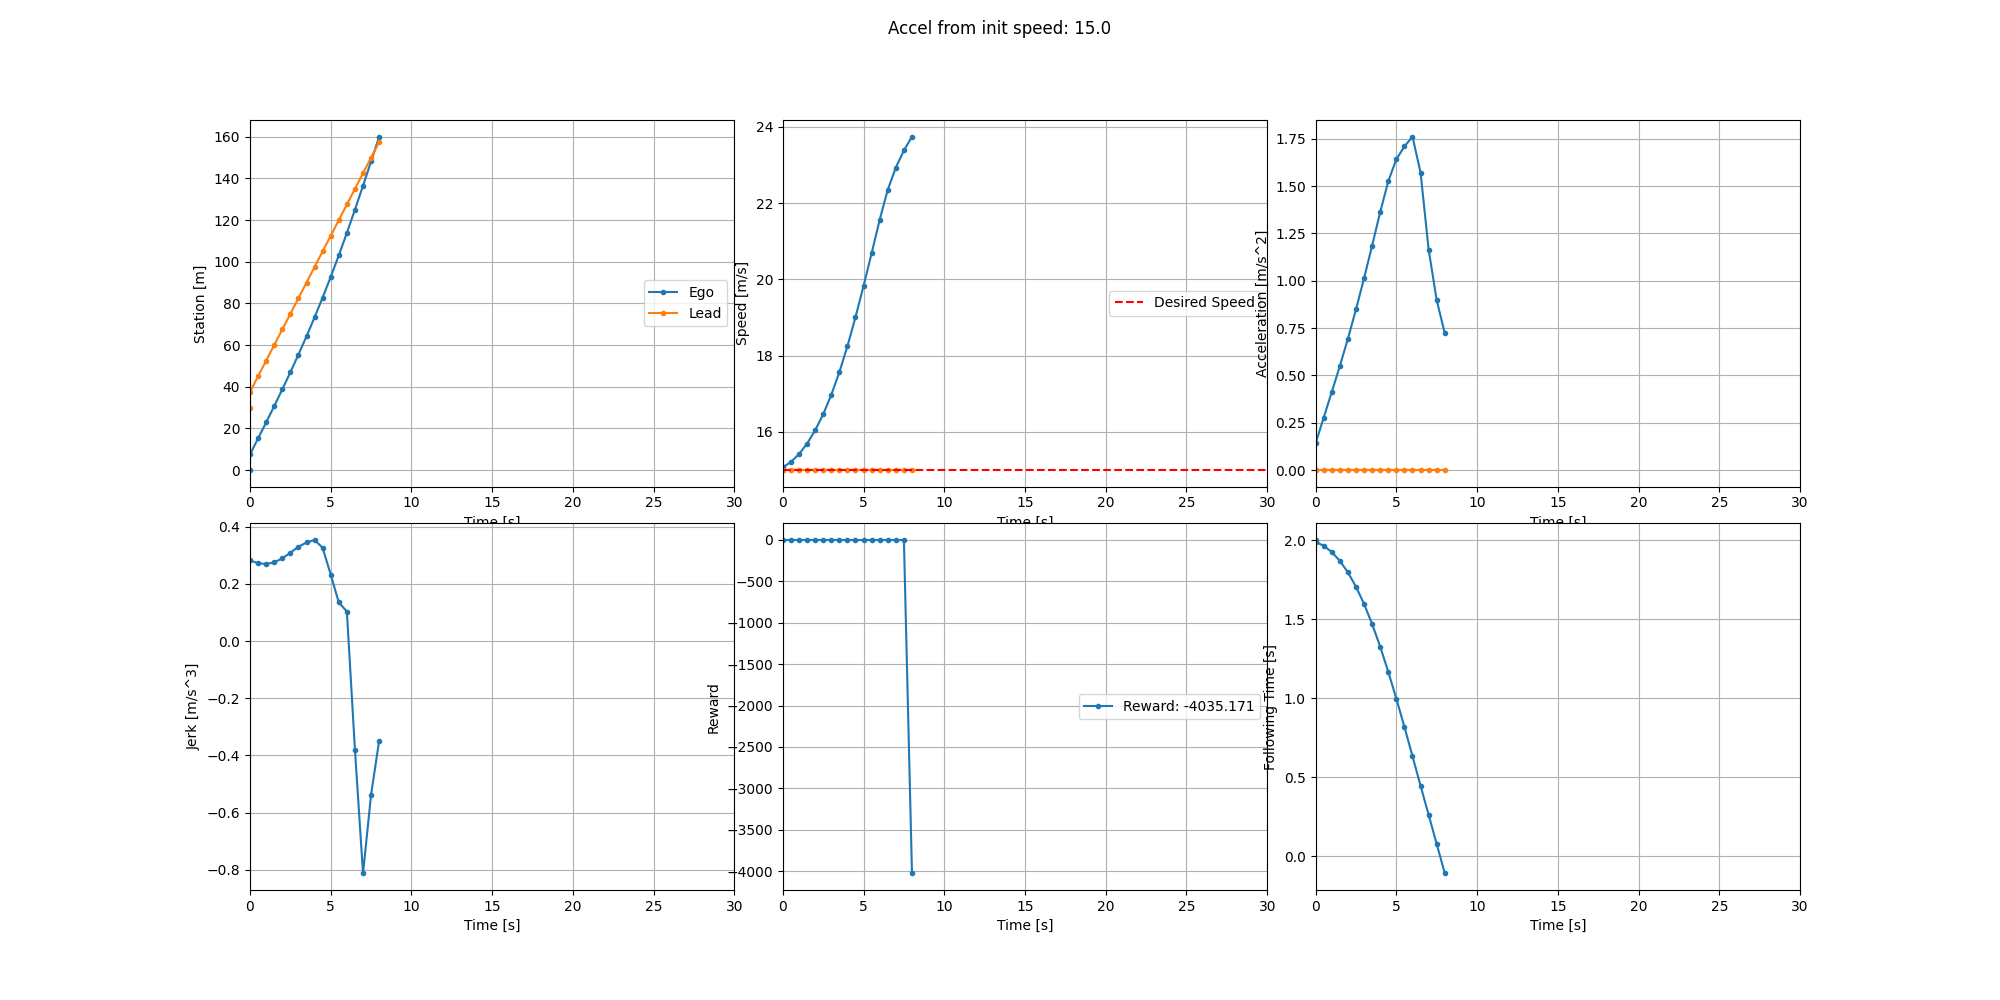 Accel from init speed: 15.0
160
140
120
100
80
60
40
20
0
Station [m]
Ego
Lead
0 5 10 15 20 25 30
Time [s]
24
22
20
18
16
Speed [m/s]
Desired Speed
0 5 10 15 20 25 30
Time [s]
1.75
1.50
1.25
1.00
0.75
0.50
0.25
0.00
Acceleration [m/s^2]
0 5 10 15 20 25 30
Time [s]
0.4
0.2
0.0
−0.2
−0.4
−0.6
−0.8
Jerk [m/s^3]
0 5 10 15 20 25 30
Time [s]
0
−500
−1000
−1500
−2000
−2500
−3000
−3500
−4000
Reward
Reward: -4035.171
0 5 10 15 20 25 30
Time [s]
2.0
1.5
1.0
0.5
0.0
Following Time [s]
0 5 10 15 20 25 30
Time [s]